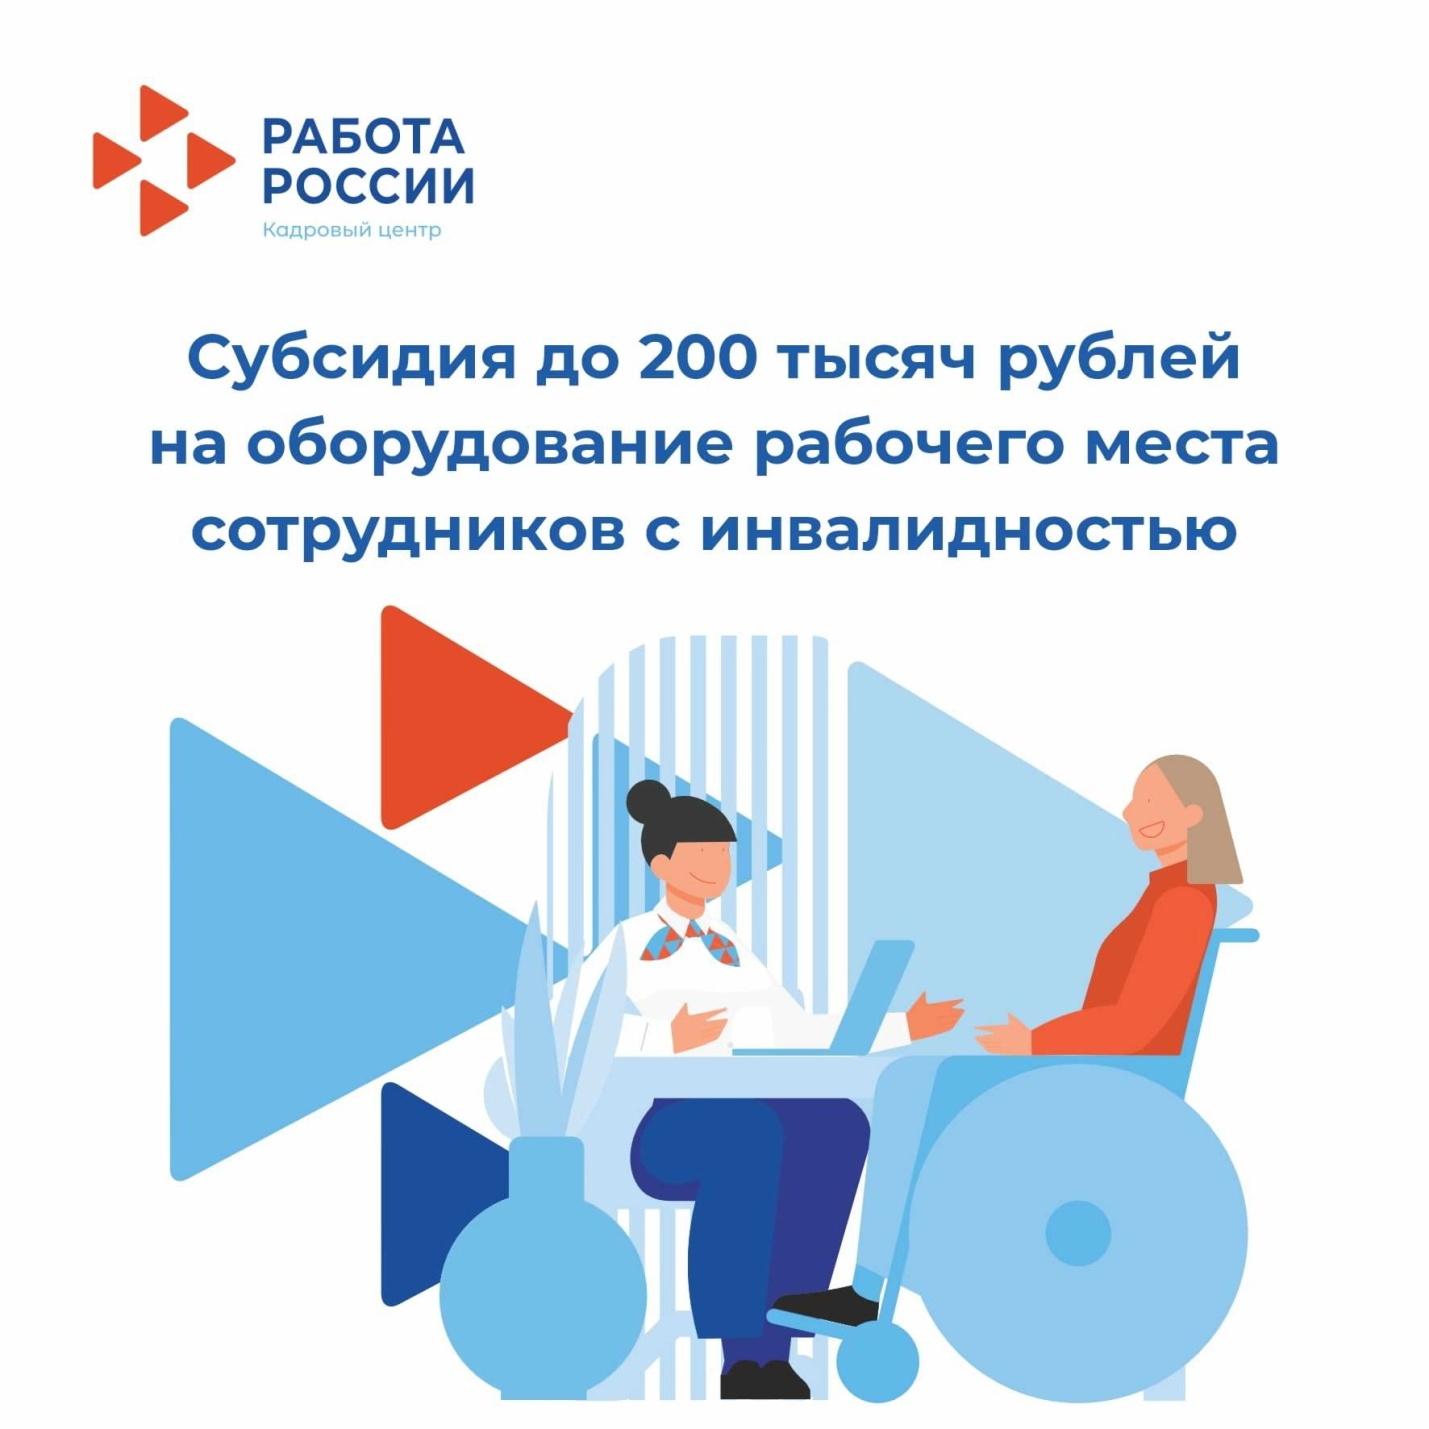 РАБОТА
РОССИИ
Кадровый центр
Субсидия до 200 тысяч рублей
на оборудование рабочего места
сотрудников с инвалидностью